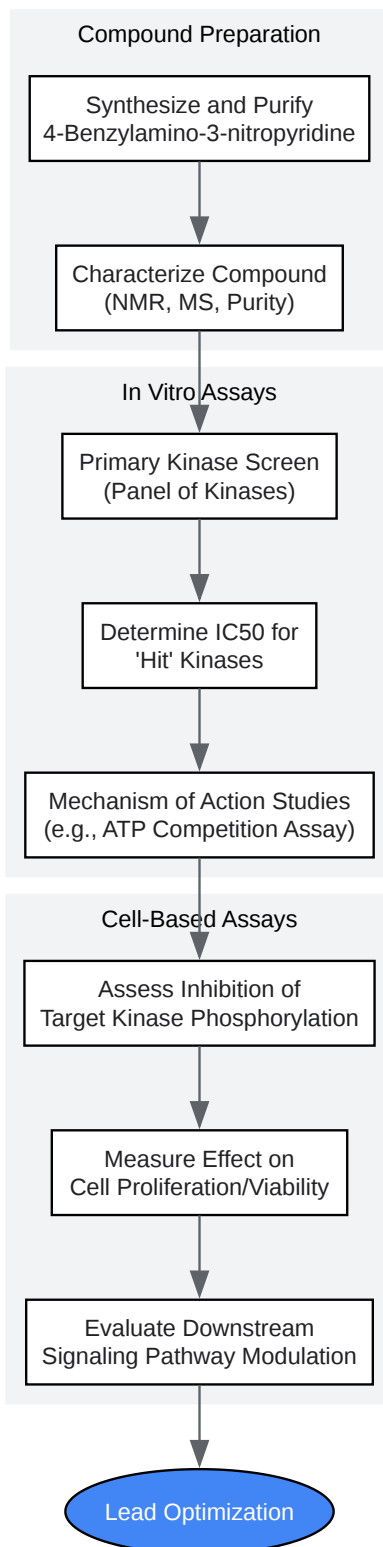 Compound Preparation
Synthesize and Purify
4-Benzylamino-3-nitropyridine
Characterize Compound
(NMR, MS, Purity)
In Vitro Assays
Primary Kinase Screen
(Panel of Kinases)
Determine IC50 for
'Hit' Kinases
Mechanism of Action Studies
(e.g., ATP Competition Assay)
Cell-Based Assays
Assess Inhibition of
Target Kinase Phosphorylation
Measure Effect on
Cell Proliferation/Viability
Evaluate Downstream
Signaling Pathway Modulation
Lead Optimization